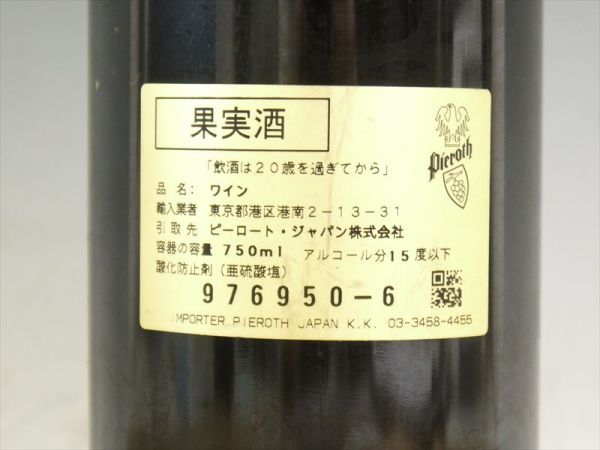 果実酒
Pieroth
「飲酒は20歳を過ぎてから」
品名: ワイン
輸入業者 東京都港区港南2-13-31
引取先 ピーロート・ジャパン株式会社
容器の容量 750ml アルコール分15度以下
酸化防止剤(亜硫酸塩)
976950-6
IMPORTER PIEROTH JAPAN K.K. 03-3458-4455